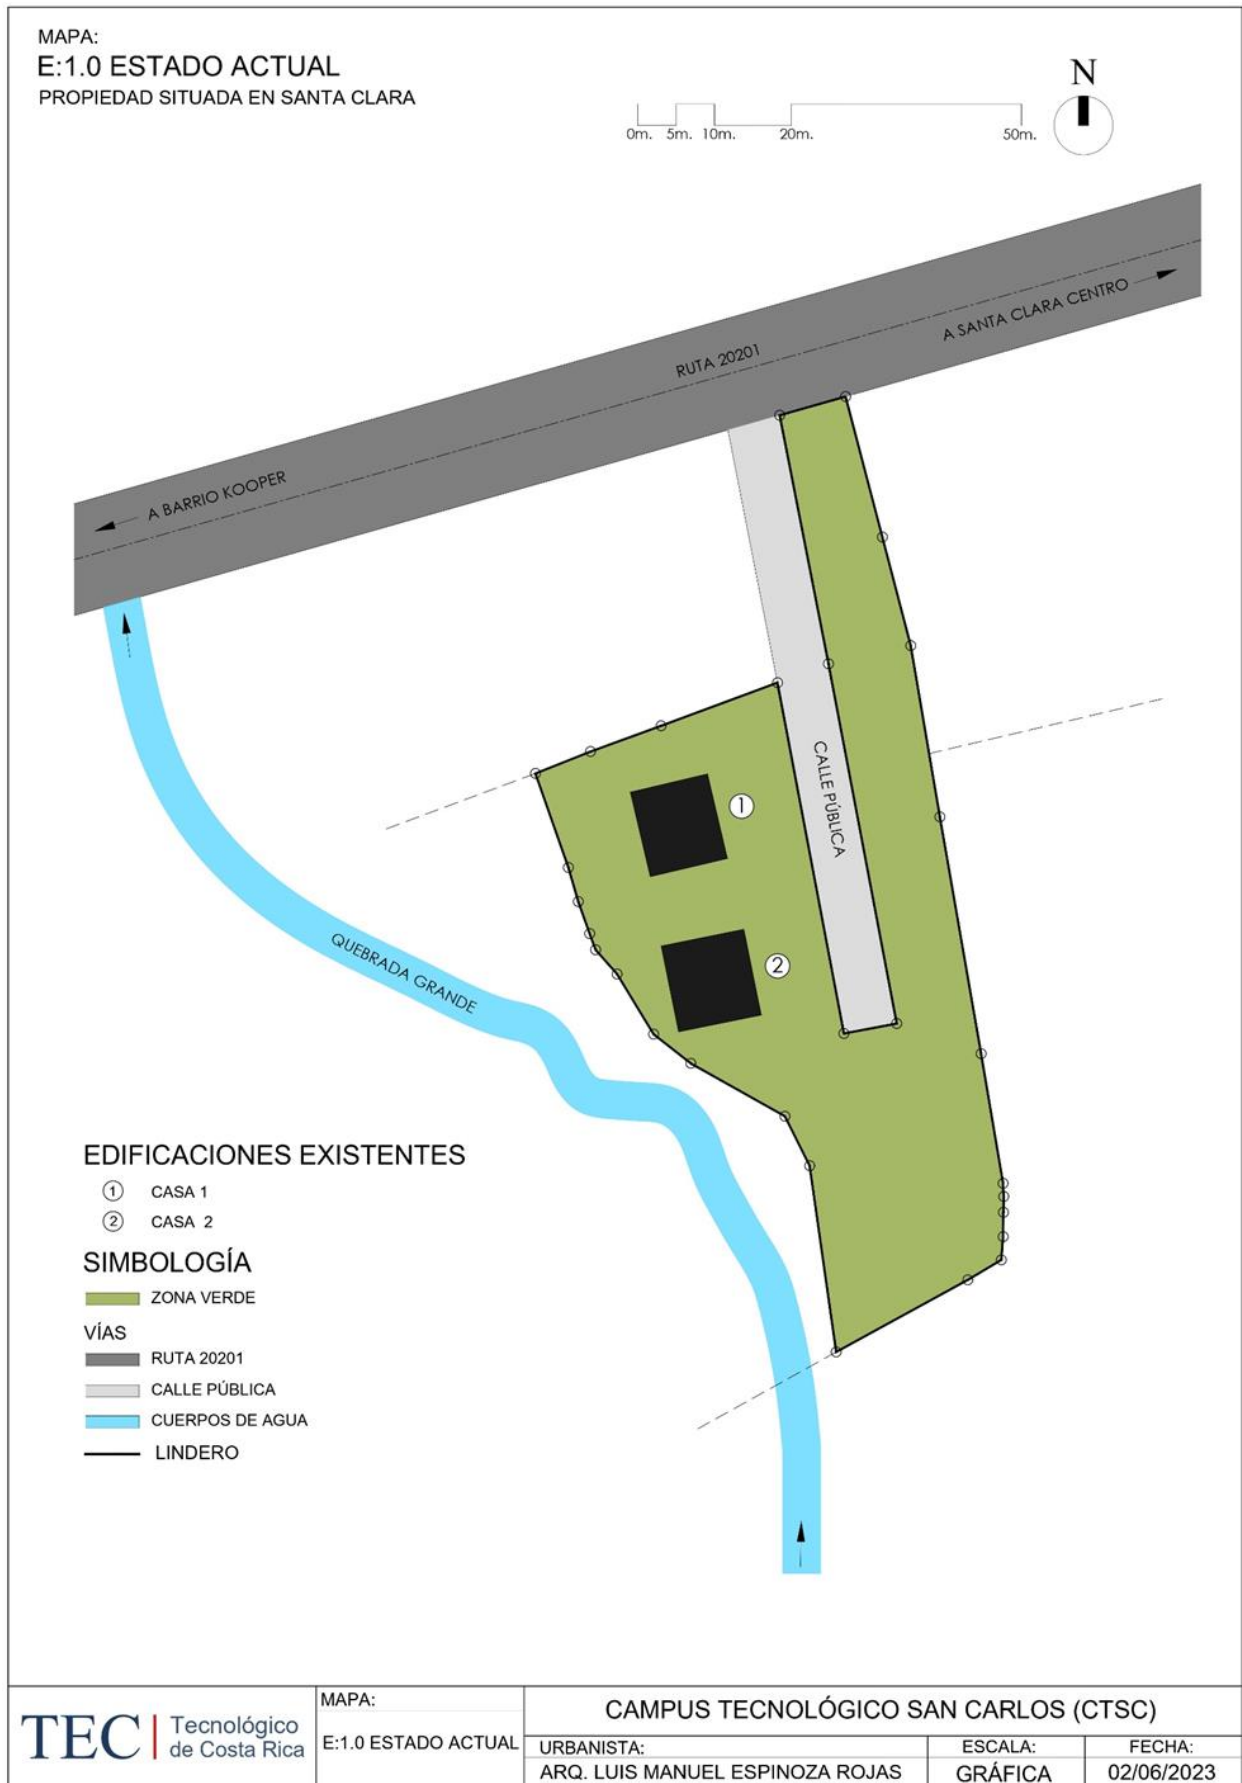 MAPA:
E:1.0 ESTADO ACTUAL
PROPIEDAD SITUADA EN SANTA CLARA
N
0m. 5m. 10m. 20m. 50m.
A SANTA CLARA CENTRO
RUTA 20201
A BARRIO KOOPER
CALLE PÚBLICA
1
QUEBRADA GRANDE
2
EDIFICACIONES EXISTENTES
1 CASA 1
2 CASA 2
SIMBOLOGÍA
ZONA VERDE
VÍAS
RUTA 20201
CALLE PÚBLICA
CUERPOS DE AGUA
LINDERO
TEC | Tecnológico
de Costa Rica
MAPA:
E:1.0 ESTADO ACTUAL
CAMPUS TECNOLÓGICO SAN CARLOS (CTSC)
URBANISTA:
ARQ. LUIS MANUEL ESPINOZA ROJAS
ESCALA:
GRÁFICA
FECHA:
02/06/2023